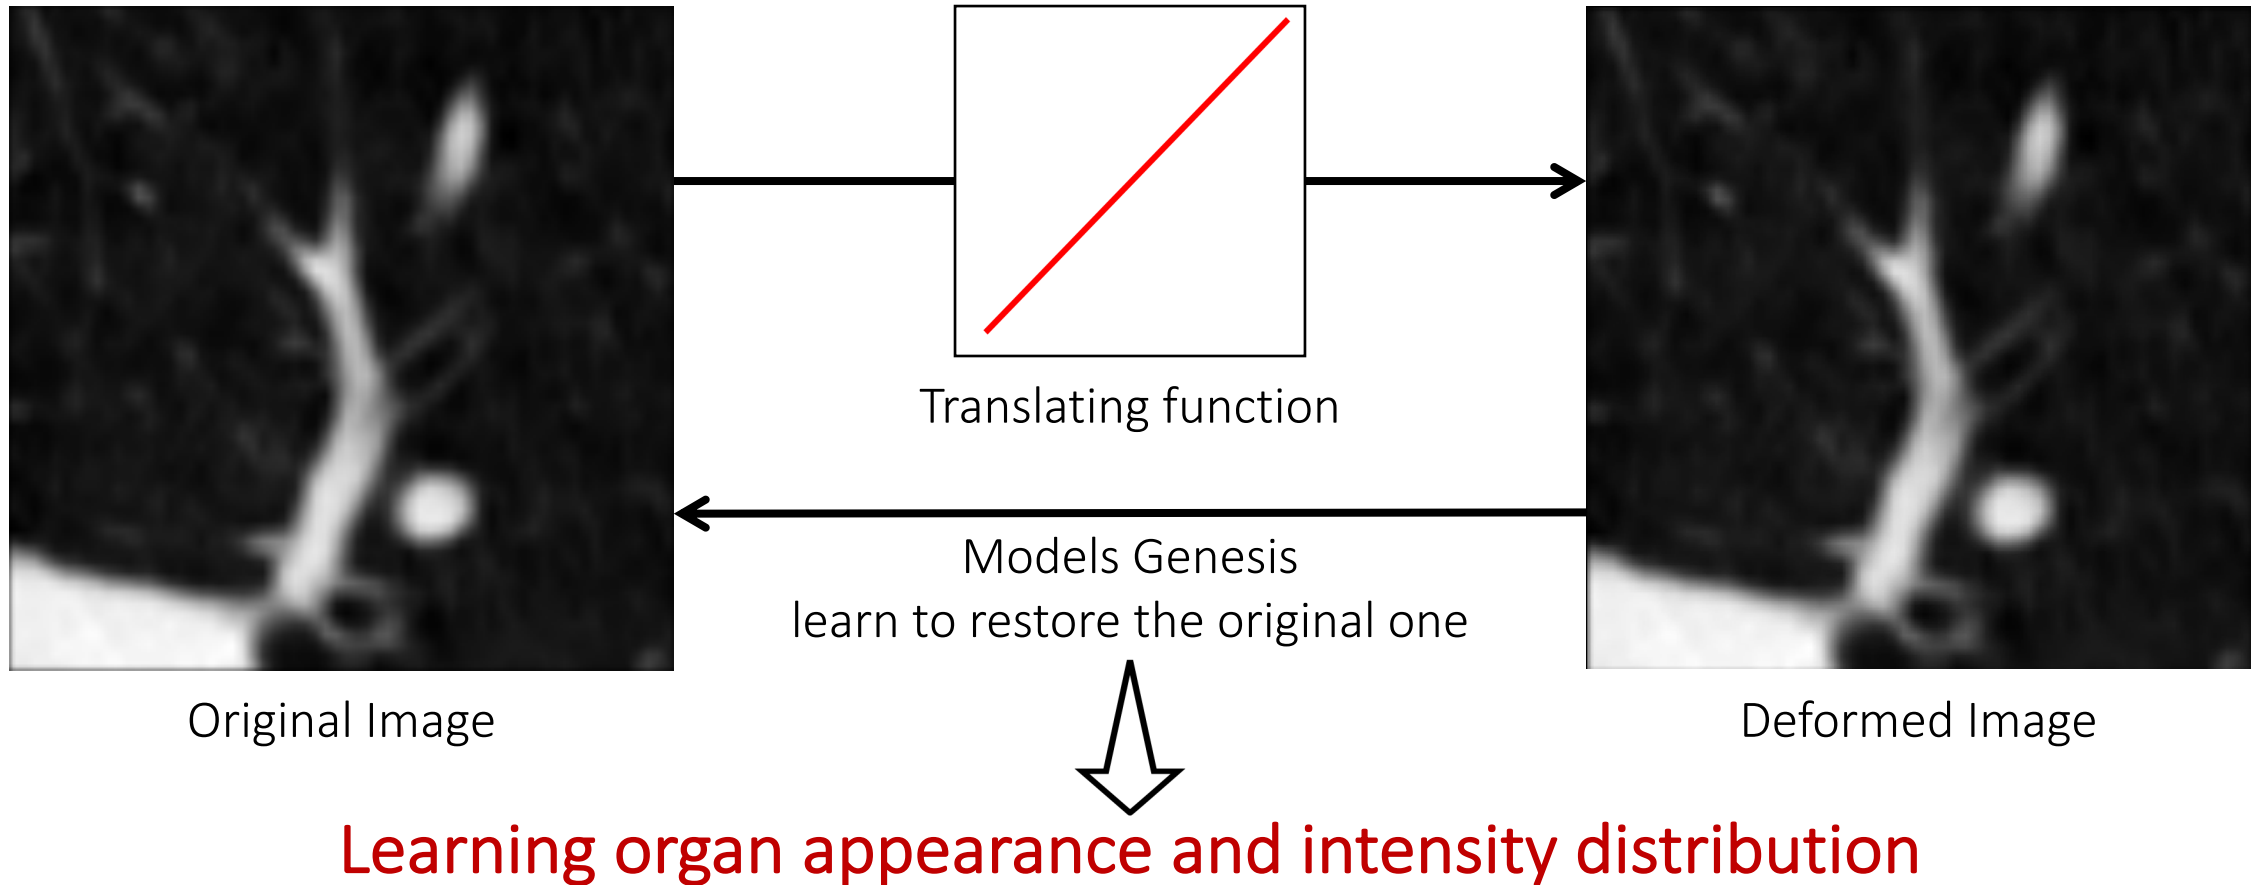 Translating function
Models Genesis
learn to restore the original one
Original Image
Deformed Image
Learning organ appearance and intensity distribution